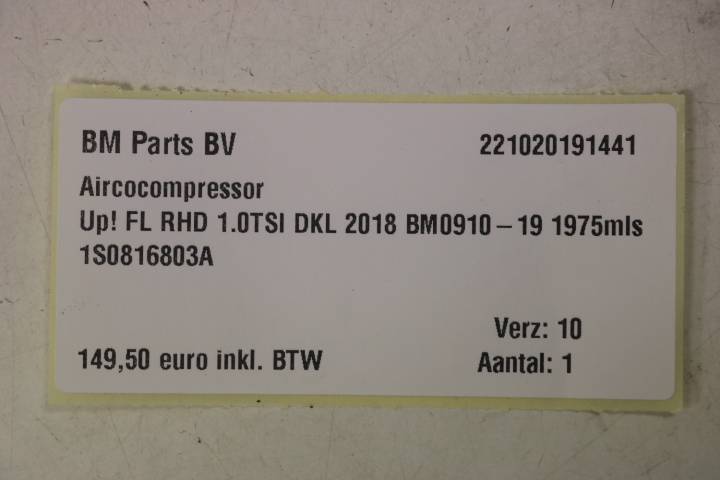 BM Parts BV 221020191441
Aircocompressor
Up! FL RHD 1.0TSI DKL 2018 BM0910-19 1975mls
1S0816803A
Verz: 10
149,50 euro inkl. BTW Aantal: 1